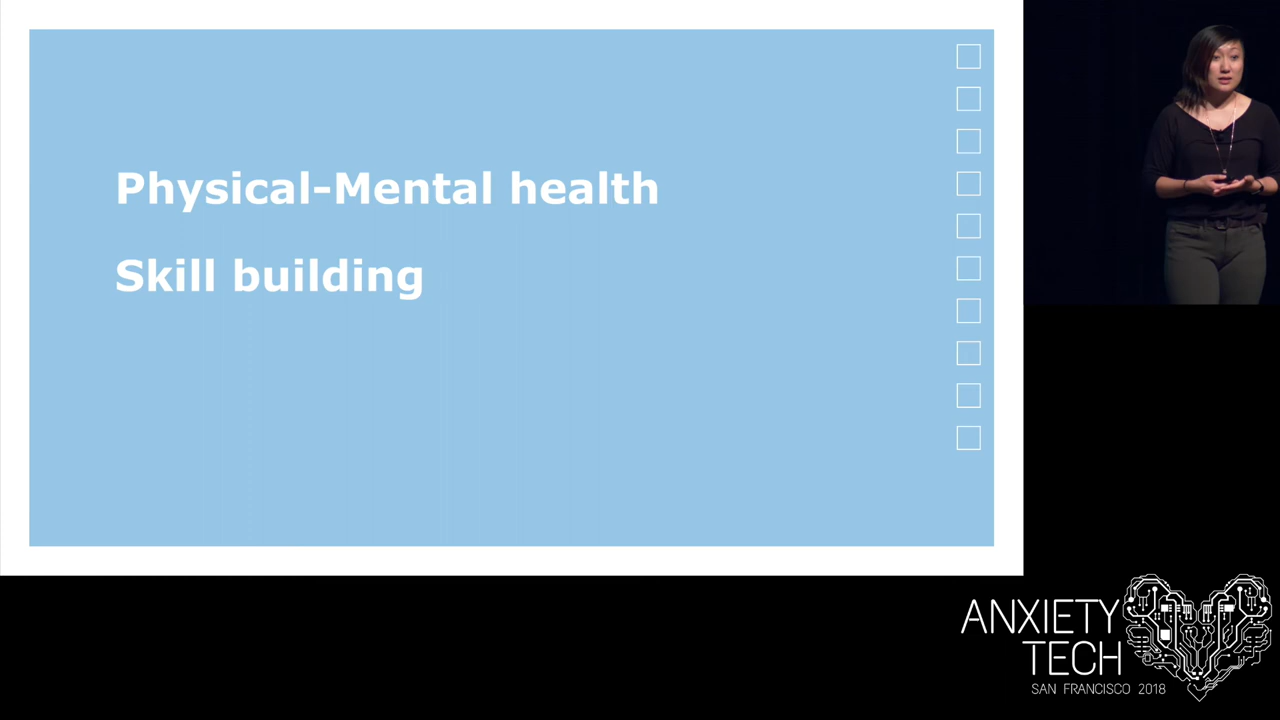 Physical-Mental health
Skill building
ANXIETY
TECH
SAN FRANCISCO 2018